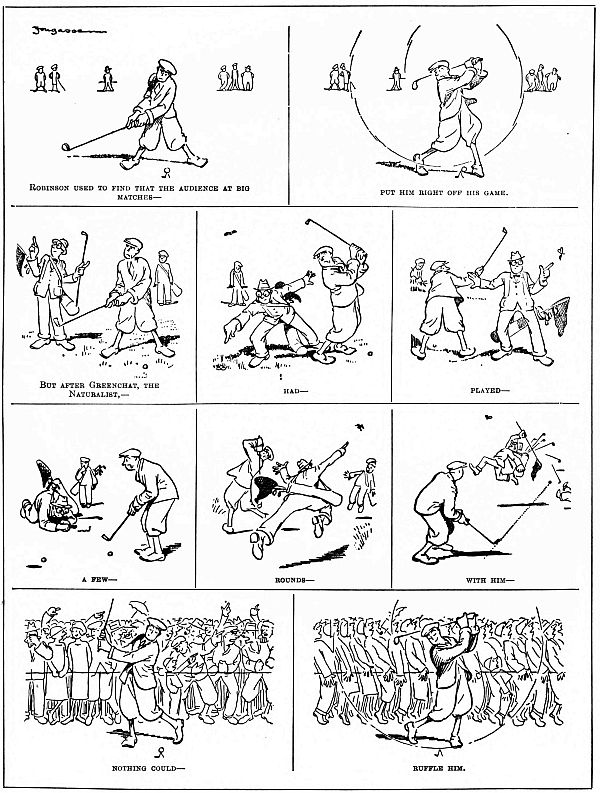 Fougasse
ROBINSON USED TO FIND THAT THE AUDIENCE AT BIG
MATCHES—
PUT HIM RIGHT OFF HIS GAME.
BUT AFTER GREENCHAT, THE
NATURALIST,—
HAD—
PLAYED—
A FEW—
ROUNDS—
WITH HIM—
NOTHING COULD—
RUFFLE HIM.